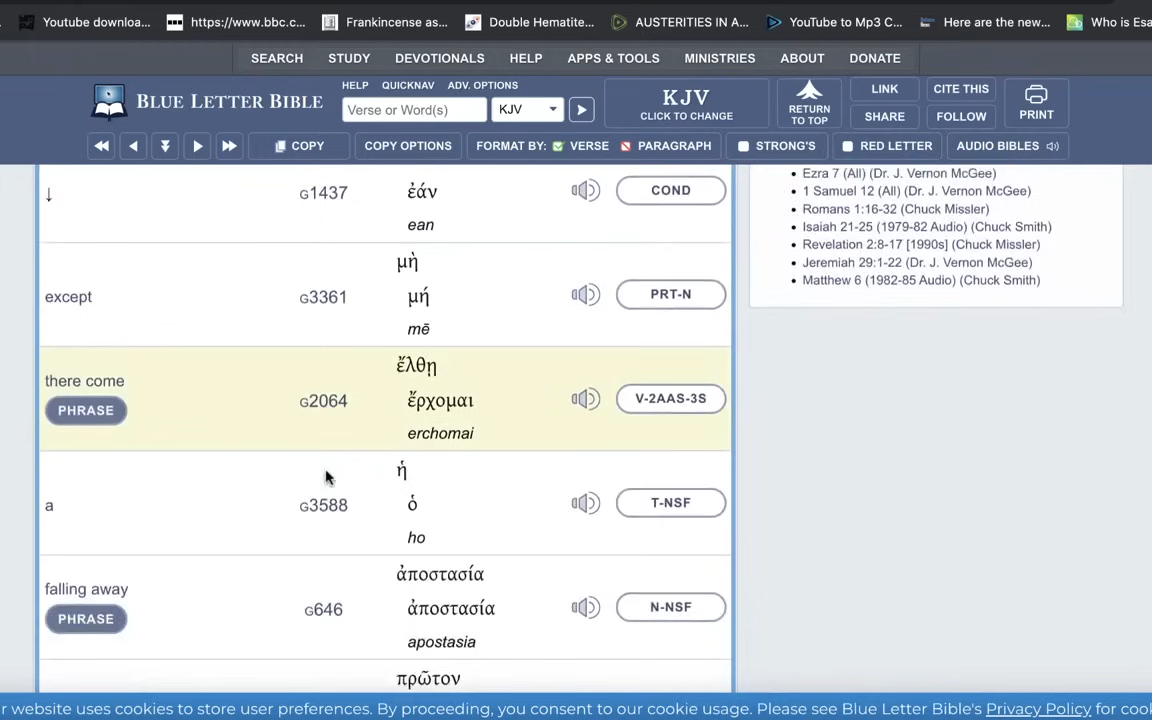 Youtube downloa...
https://www.bbc.c...
Frankincense as...
Double Hematite...
AUSTERITIES IN A...
YouTube to Mp3 C...
Here are the new...
Who is Esa
SEARCH STUDY DEVOTIONALS HELP APPS & TOOLS MINISTRIES ABOUT DONATE
BLUE LETTER BIBLE
HELP QUICKNAV ADV. OPTIONS
Verse or Word(s) KJV
KJV
CLICK TO CHANGE
RETURN
TO TOP
LINK CITE THIS
SHARE FOLLOW
PRINT
COPY COPY OPTIONS FORMAT BY: VERSE PARAGRAPH STRONG'S RED LETTER AUDIO BIBLES
↓ G1437 ἐάν COND
ean
μὴ
except G3361 μή PRT-N
mē
ἔλθῃ
there come
PHRASE G2064 ἔρχομαι V-2AAS-3S
erchomai
ἡ
a G3588 ὁ T-NSF
ho
ἀποστασία
falling away
PHRASE G646 ἀποστασία N-NSF
apostasia
πρῶτον
Ezra 7 (All) (Dr. J. Vernon McGee)
1 Samuel 12 (All) (Dr. J. Vernon McGee)
Romans 1:16-32 (Chuck Missler)
Isaiah 21-25 (1979-82 Audio) (Chuck Smith)
Revelation 2:8-17 [1990s] (Chuck Missler)
Jeremiah 29:1-22 (Dr. J. Vernon McGee)
Matthew 6 (1982-85 Audio) (Chuck Smith)
r website uses cookies to store user preferences. By proceeding, you consent to our cookie usage. Please see Blue Letter Bible's Privacy Policy for cook